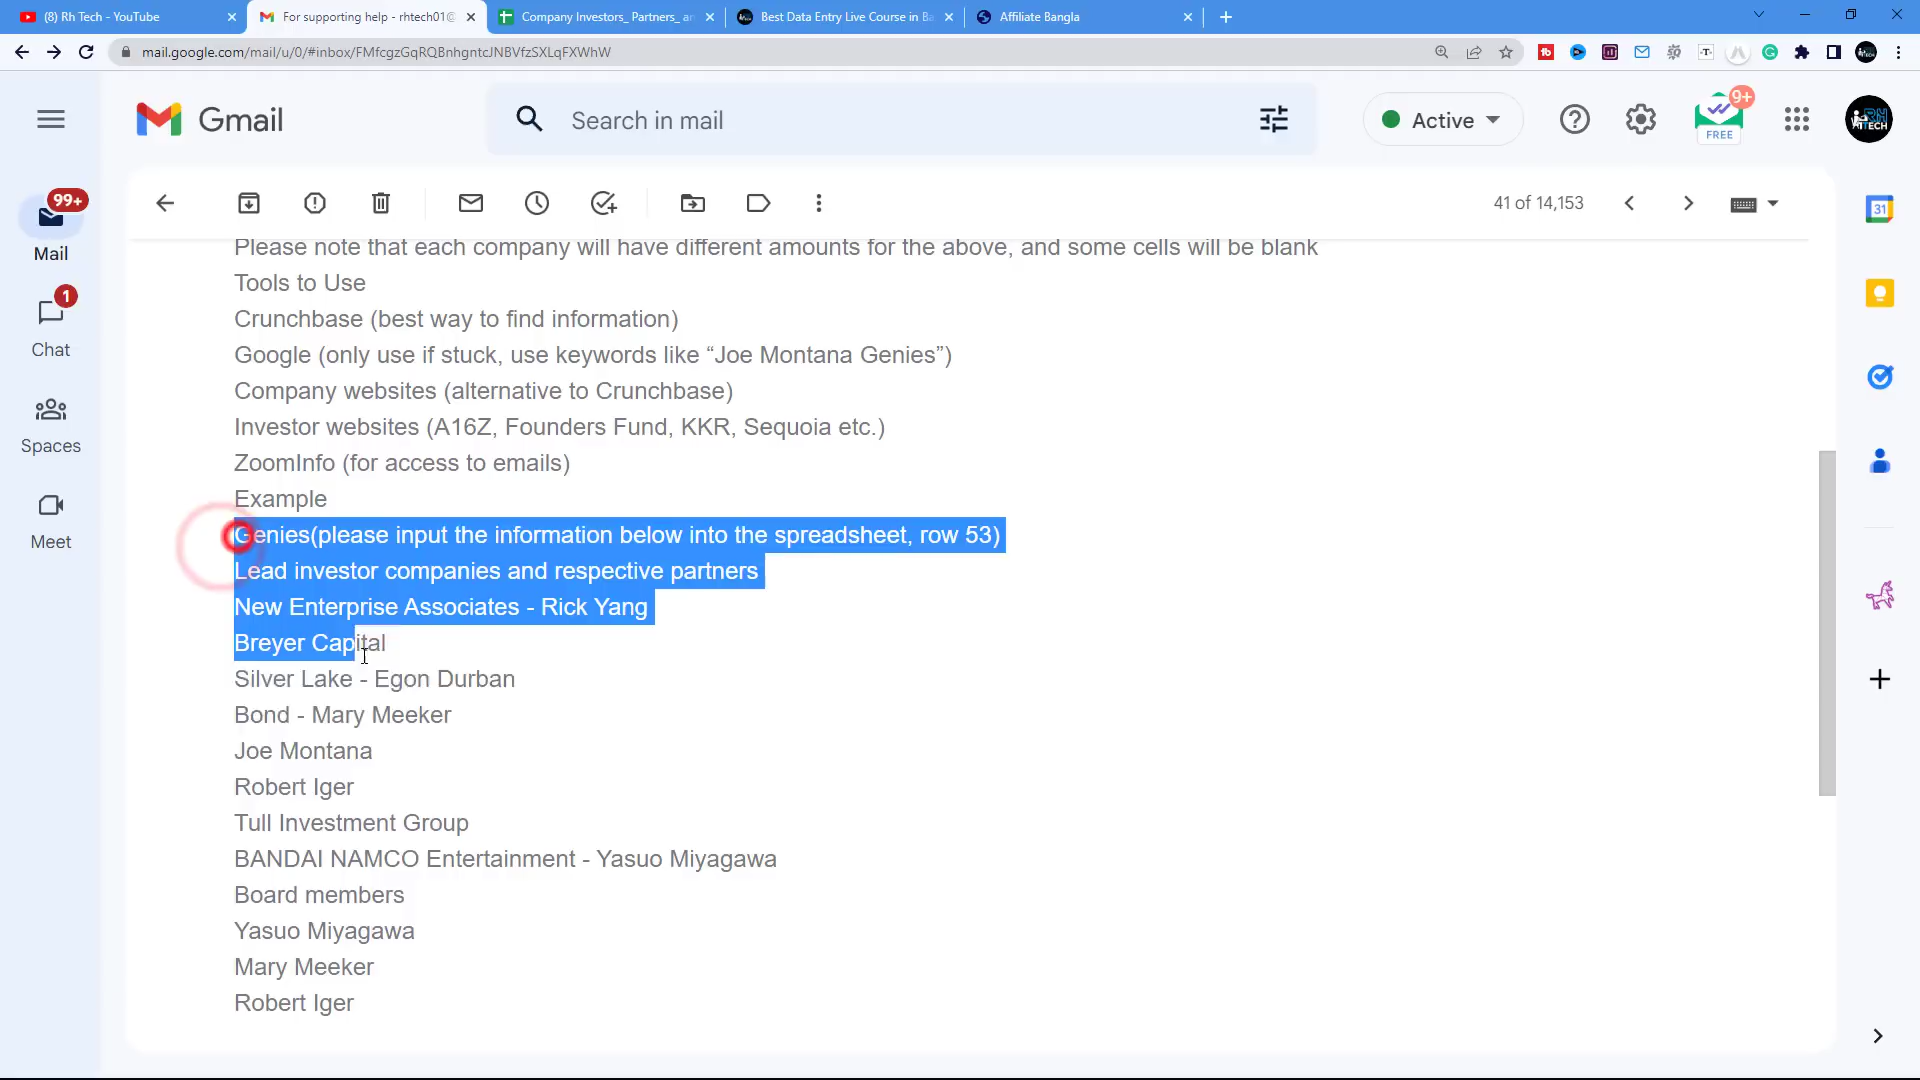 (8) Rh Tech - YouTube
For supporting help - rhtech01@
Company Investors_ Partners_ an
Best Data Entry Live Course in Ba
Affiliate Bangla
mail.google.com/mail/u/0/#inbox/FMfcgzGqRQBnhgntcJNBVfzSXLqFXWhW
Gmail
Search in mail
Active
9+
FREE
RH TECH
99+
Mail
1
Chat
Spaces
Meet
41 of 14,153
31
Please note that each company will have different amounts for the above, and some cells will be blank
Tools to Use
Crunchbase (best way to find information)
Google (only use if stuck, use keywords like “Joe Montana Genies”)
Company websites (alternative to Crunchbase)
Investor websites (A16Z, Founders Fund, KKR, Sequoia etc.)
ZoomInfo (for access to emails)
Example
Genies(please input the information below into the spreadsheet, row 53)
Lead investor companies and respective partners
New Enterprise Associates - Rick Yang
Breyer Capital
Silver Lake - Egon Durban
Bond - Mary Meeker
Joe Montana
Robert Iger
Tull Investment Group
BANDAI NAMCO Entertainment - Yasuo Miyagawa
Board members
Yasuo Miyagawa
Mary Meeker
Robert Iger